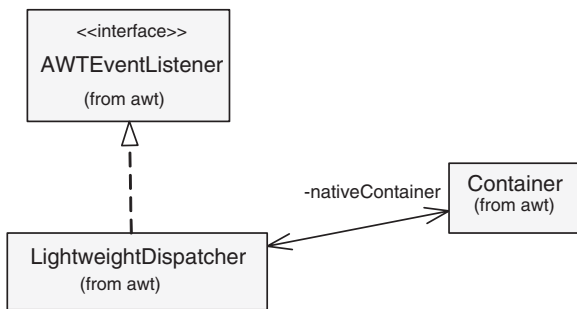 <<interface>>
AWTEventListener
(from awt)
-nativeContainer
Container
(from awt)
LightweightDispatcher
(from awt)